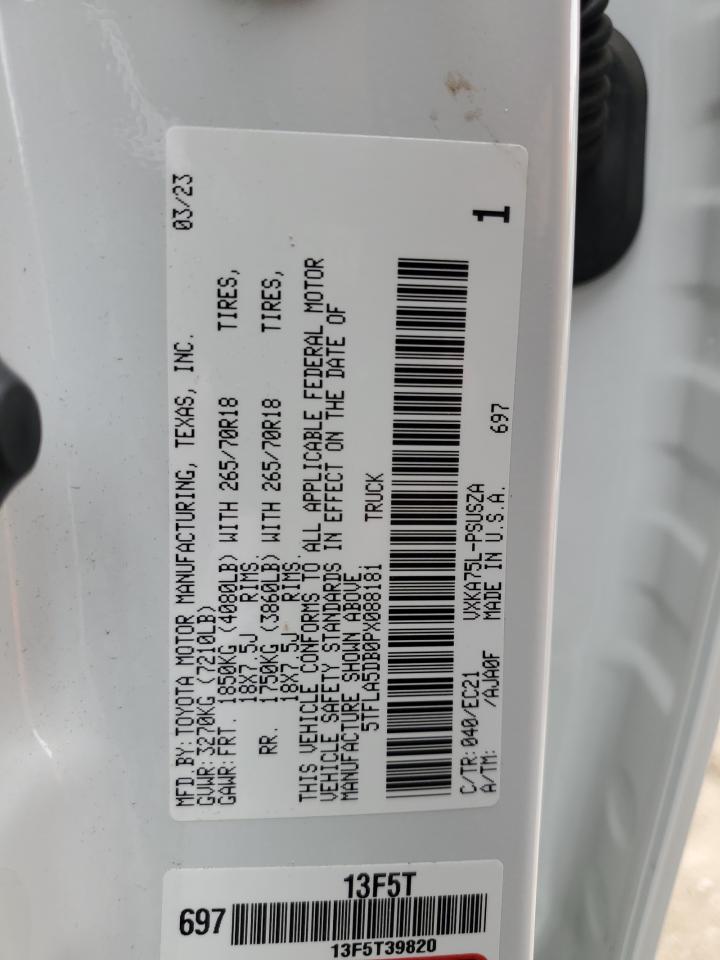 MFD.BY:TOYOTA MOTOR MANUFACTURING, TEXAS, INC. 03/23
GVWR:3270KG (7210LB)
GAWR:FRT. 1850KG (4080LB) WITH 265/70R18 TIRES,
18X7.5J RIMS
RR. 1750KG (3860LB) WITH 265/70R18 TIRES,
18X7.5J RIMS.
THIS VEHICLE CONFORMS TO ALL APPLICABLE FEDERAL MOTOR
VEHICLE SAFETY STANDARDS IN EFFECT ON THE DATE OF
MANUFACTURE SHOWN ABOVE.
5TFLA5DB0PX088181 TRUCK
C/TR:040/EC21 VXKA75L-PSUSZA
A/TM: /AJA0F MADE IN U.S.A. 697 1
13F5T
697
13F5T39820